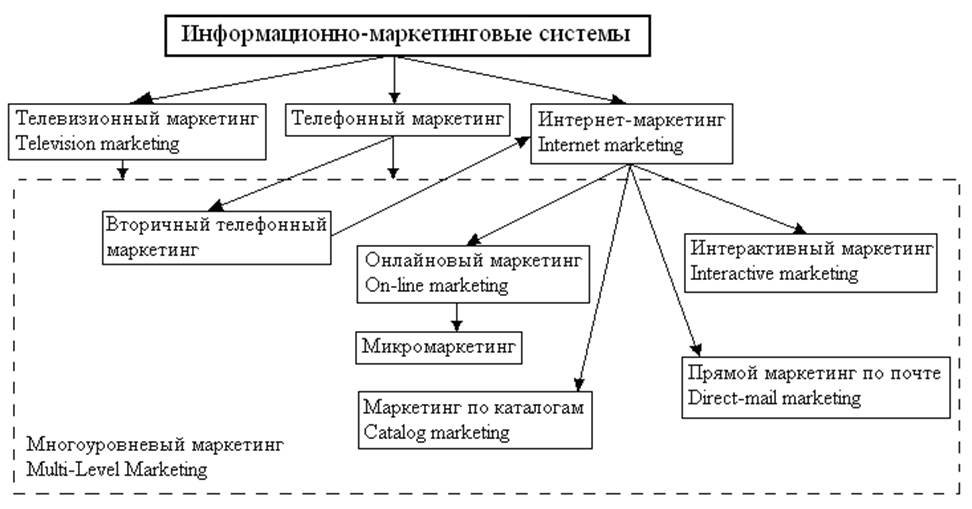 Информационно-маркетинговые системы
Телевизионный маркетинг
Television marketing
Телефонный маркетинг
Интернет-маркетинг
Internet marketing
Вторичный телефонный
маркетинг
Онлайновый маркетинг
On-line marketing
Интерактивный маркетинг
Interactive marketing
Микромаркетинг
Прямой маркетинг по почте
Direct-mail marketing
Маркетинг по каталогам
Catalog marketing
Многоуровневый маркетинг
Multi-Level Marketing